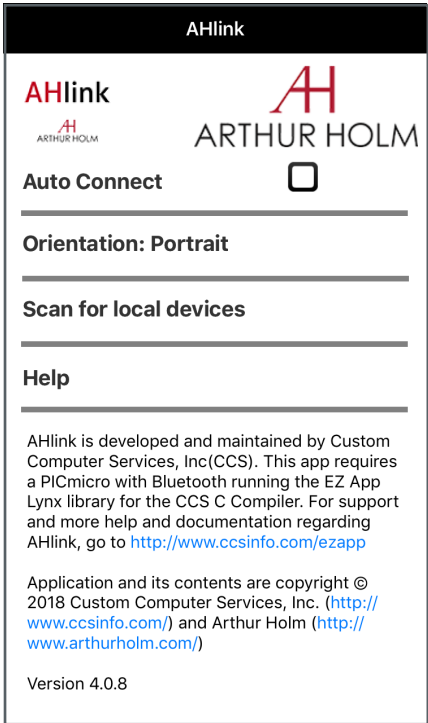 AHlink
AHlink
AH
ARTHUR HOLM
AH
ARTHUR HOLM
Auto Connect
Orientation: Portrait
Scan for local devices
Help
AHlink is developed and maintained by Custom
Computer Services, Inc(CCS). This app requires
a PICmicro with Bluetooth running the EZ App
Lynx library for the CCS C Compiler. For support
and more help and documentation regarding
AHlink, go to http://www.ccsinfo.com/ezapp
Application and its contents are copyright ©
2018 Custom Computer Services, Inc. (http://
www.ccsinfo.com/) and Arthur Holm (http://
www.arthurholm.com/)
Version 4.0.8